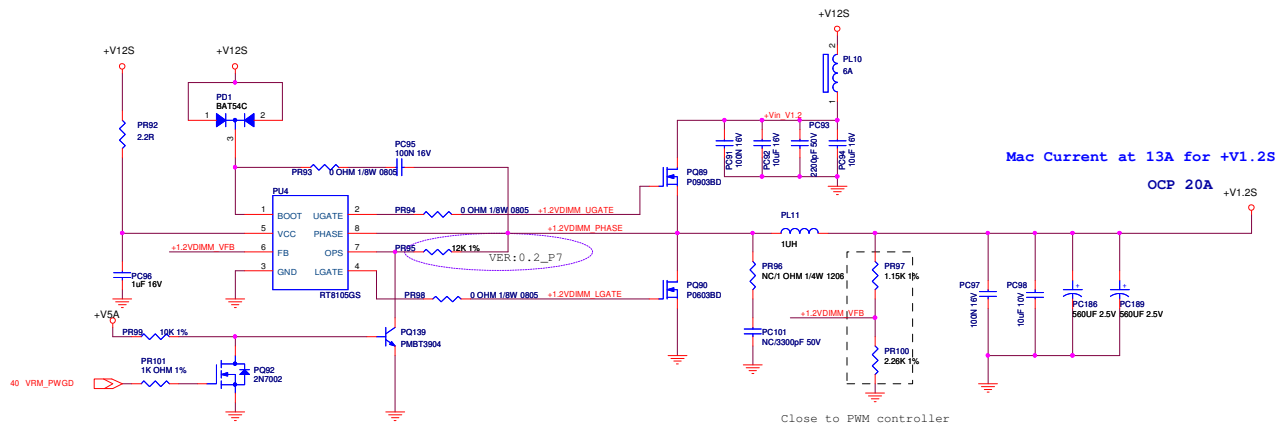 +V12S
+V12S
+V12S
PL10
6A
2
1
PD1
BAT54C
1
2
3
PR92
2.2R
PC95
100N 16V
PR93
0 OHM 1/8W 0805
+Vin_V1.2
PC91
100N 16V
PC92
10uF 16V
PC93
2200pF 50V
PC94
10uF 16V
Mac Current at 13A for +V1.2S
OCP 20A
+V1.2S
PQ89
P0903BD
PU4
1
BOOT
UGATE
2
PR94
0 OHM 1/8W 0805
+1.2VDIMM_UGATE
5
VCC
PHASE
8
+1.2VDIMM_PHASE
+1.2VDIMM_VFB
6
FB
OPS
7
PR95
12K 1%
VER:0.2_P7
3
GND
LGATE
4
RT8105GS
PR98
0 OHM 1/8W 0805
+1.2VDIMM_LGATE
PQ90
P0603BD
PL11
1UH
PR96
NC/1 OHM 1/4W 1206
PC101
NC/3300pF 50V
PR97
1.15K 1%
+1.2VDIMM_VFB
PR100
2.26K 1%
PC97
100N 16V
PC98
10uF 10V
+
PC186
560UF 2.5V
+
PC189
560UF 2.5V
PC96
1uF 16V
+V5A
PR99
10K 1%
PQ139
PMBT3904
PR101
1K OHM 1%
PQ92
2N7002
40 VRM_PWGD
Close to PWM controller